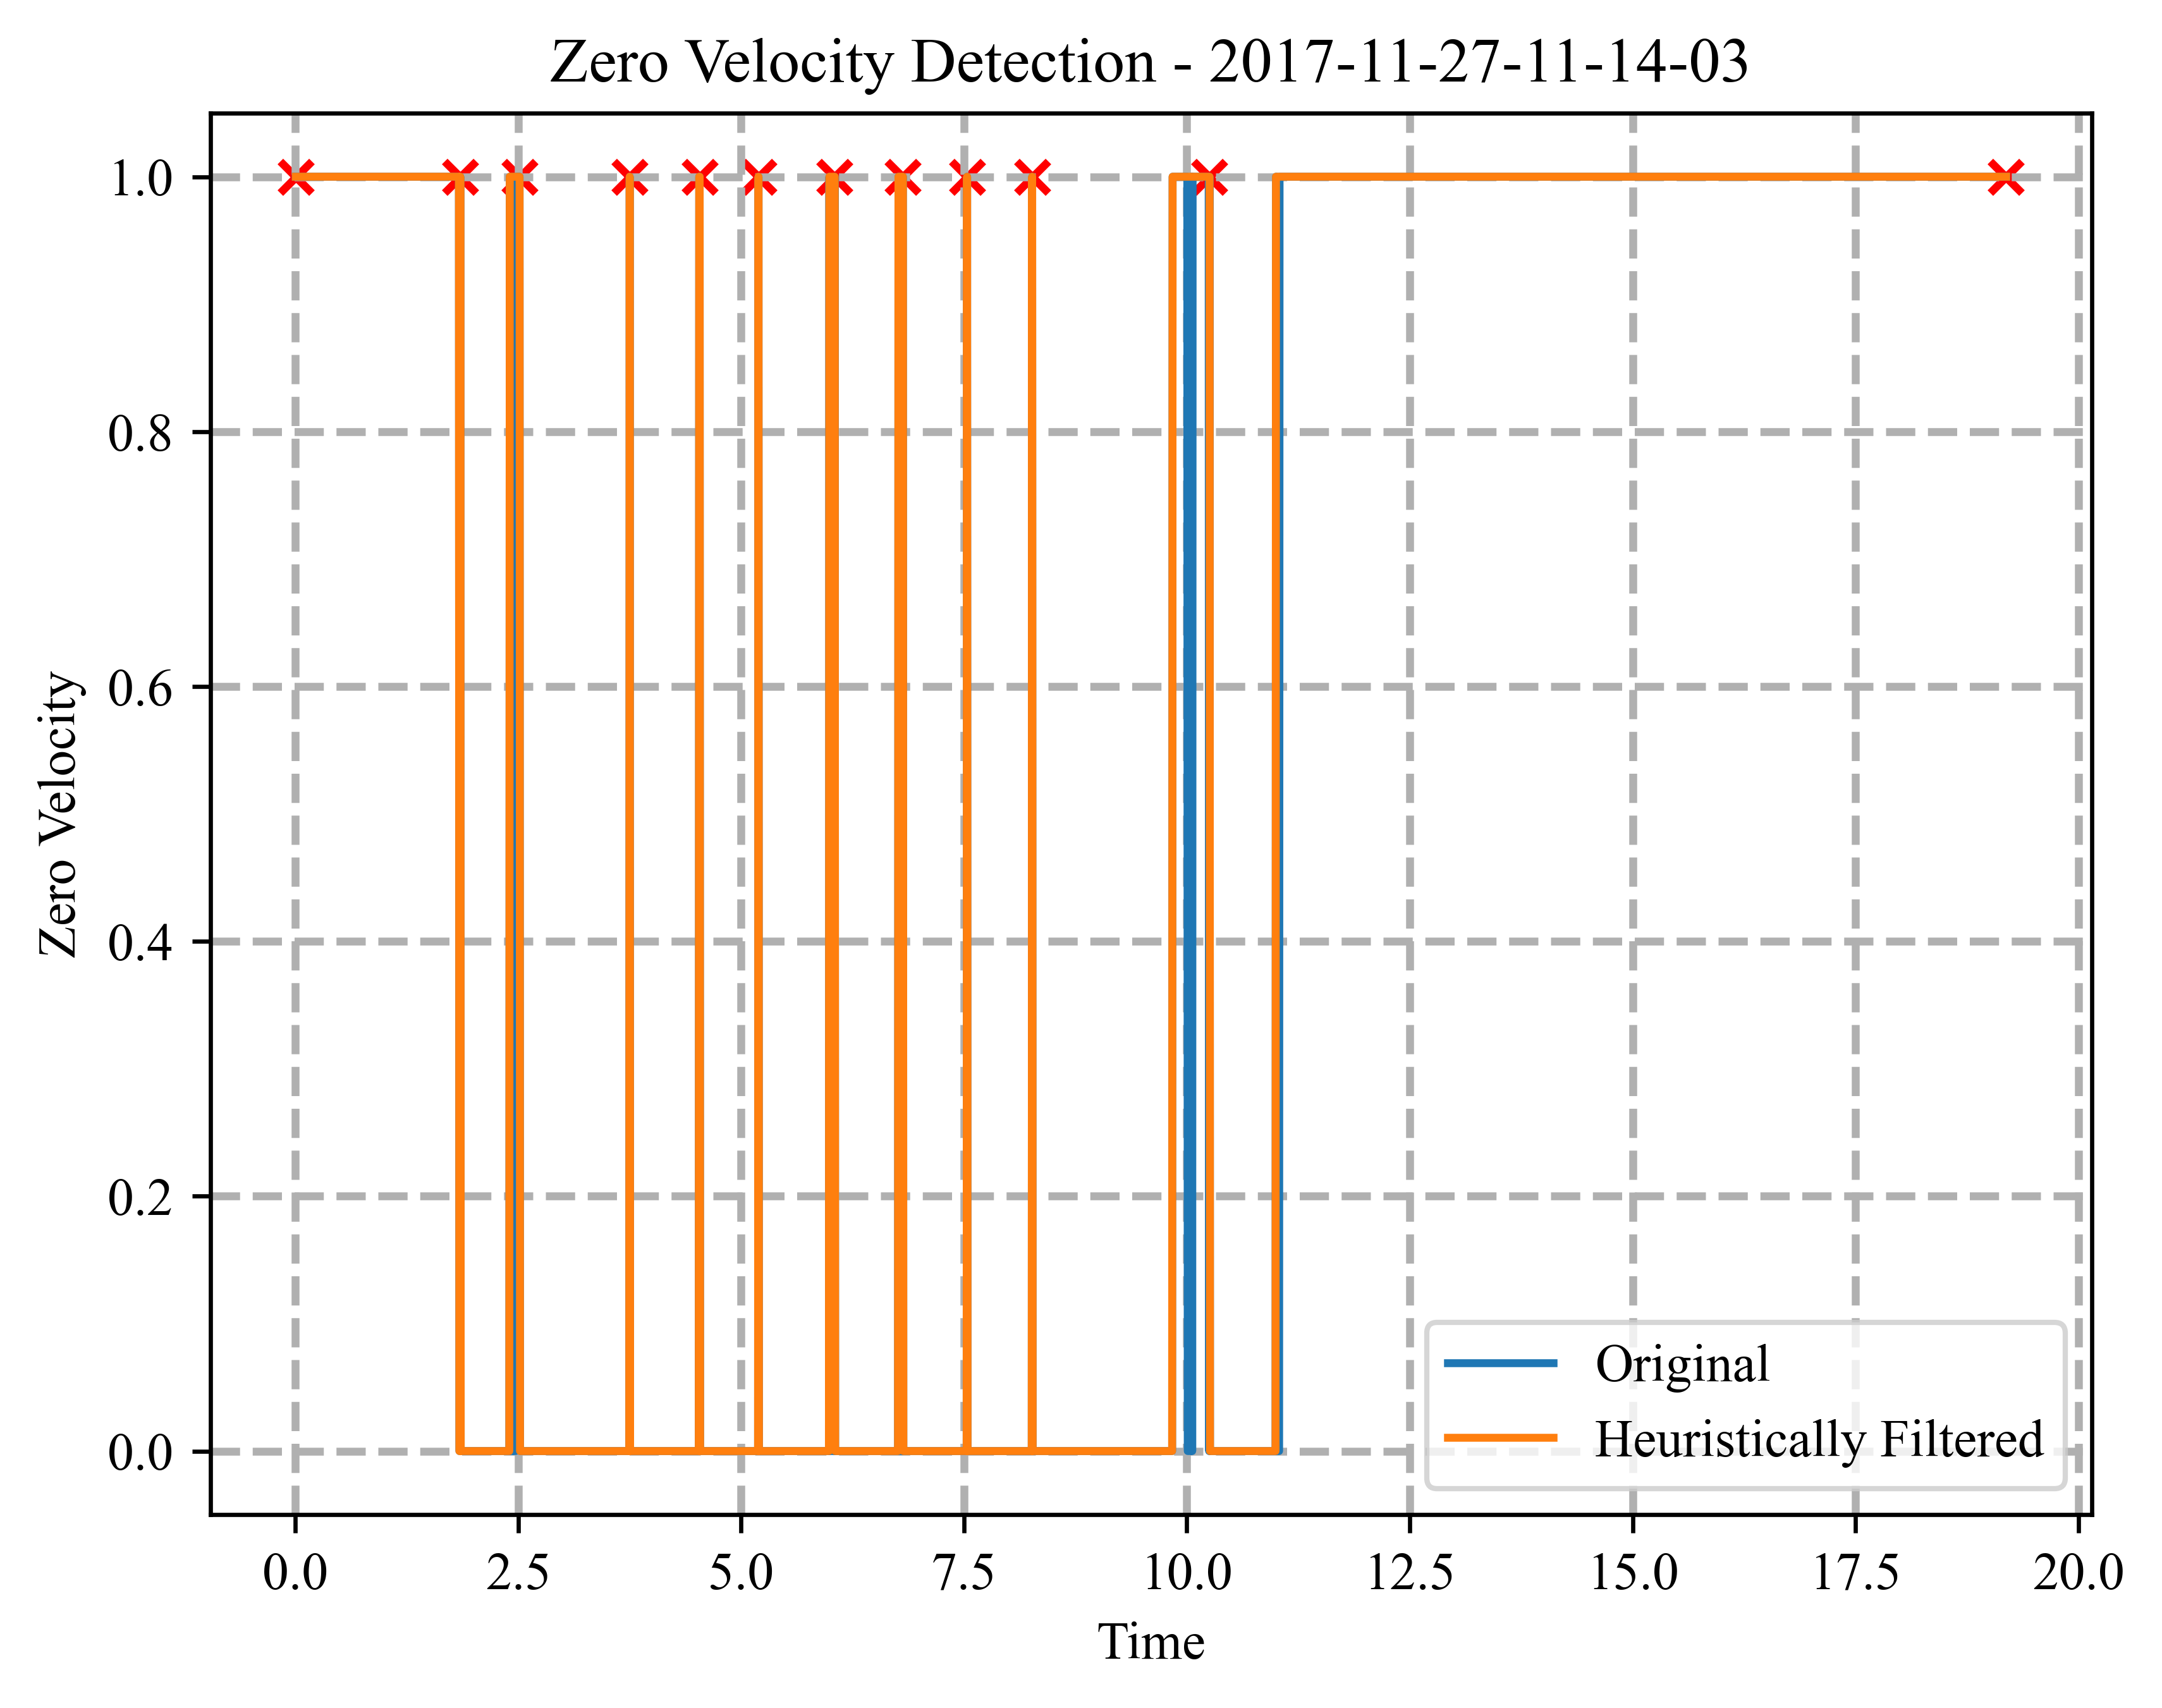 Zero Velocity Detection - 2017-11-27-11-14-03
Zero Velocity
1.0
0.8
0.6
0.4
0.2
0.0
Original
Heuristically Filtered
0.0 2.5 5.0 7.5 10.0 12.5 15.0 17.5 20.0
Time